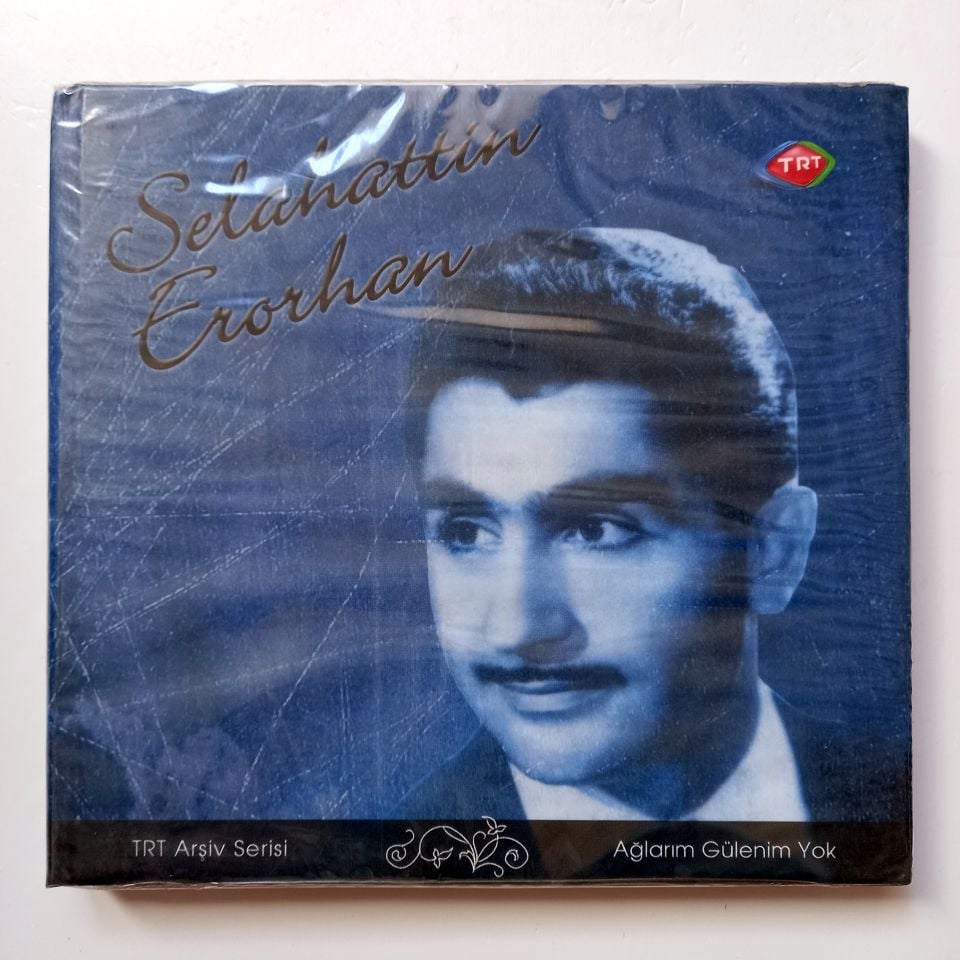 Selahattin
Erorhan
TRT
TRT Arşiv Serisi
Ağlarım Gülenim Yok